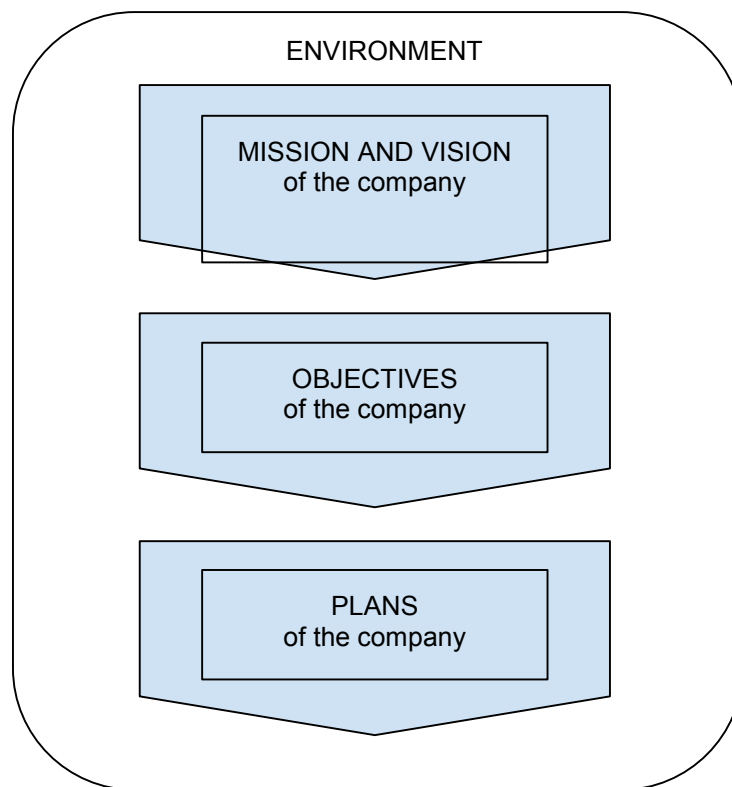 ENVIRONMENT
MISSION AND VISION
of the company
OBJECTIVES
of the company
PLANS
of the company